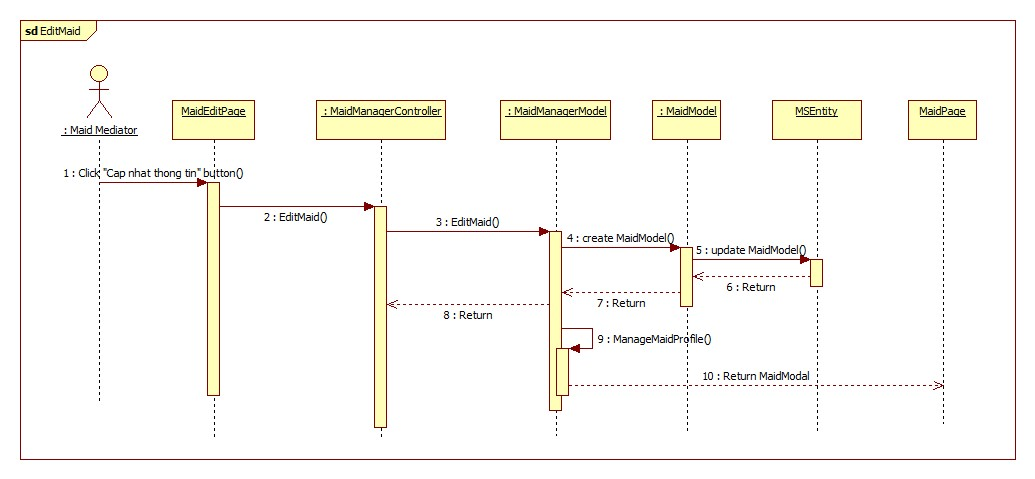 sd EditMaid
: Maid Mediator
MaidEditPage
: MaidManagerController
: MaidManagerModel
: MaidModel
MSEntity
MaidPage
1 : Click "Cap nhat thong tin" button()
2 : EditMaid()
3 : EditMaid()
4 : create MaidModel()
5 : update MaidModel()
6 : Return
7 : Return
8 : Return
9 : ManageMaidProfile()
10 : Return MaidModal